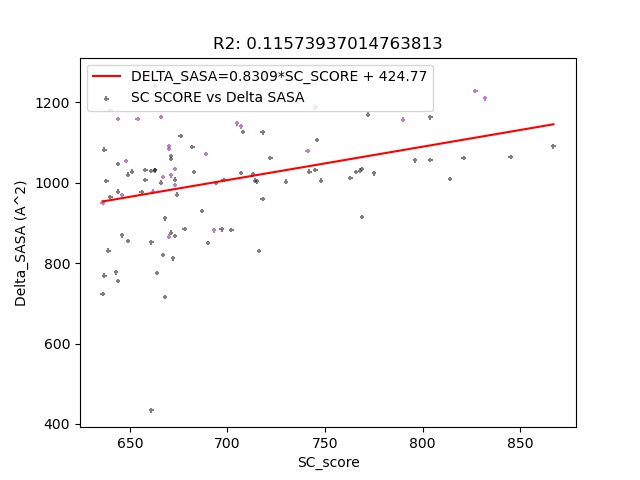 R2: 0.11573937014763813
DELTA_SASA=0.8309*SC_SCORE + 424.77
SC SCORE vs Delta SASA
1200
1000
800
600
400
Delta_SASA (A^2)
650 700 750 800 850
SC_score